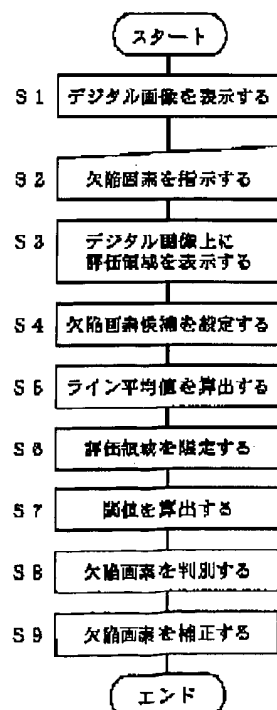 スタート
S1 デジタル画像を表示する
S2 欠陥画素を指示する
S3 デジタル画像上に
評価領域を表示する
S4 欠陥画素候補を設定する
S5 ライン平均値を算出する
S6 評価領域を限定する
S7 閾値を算出する
S8 欠陥画素を判別する
S9 欠陥画素を補正する
エンド